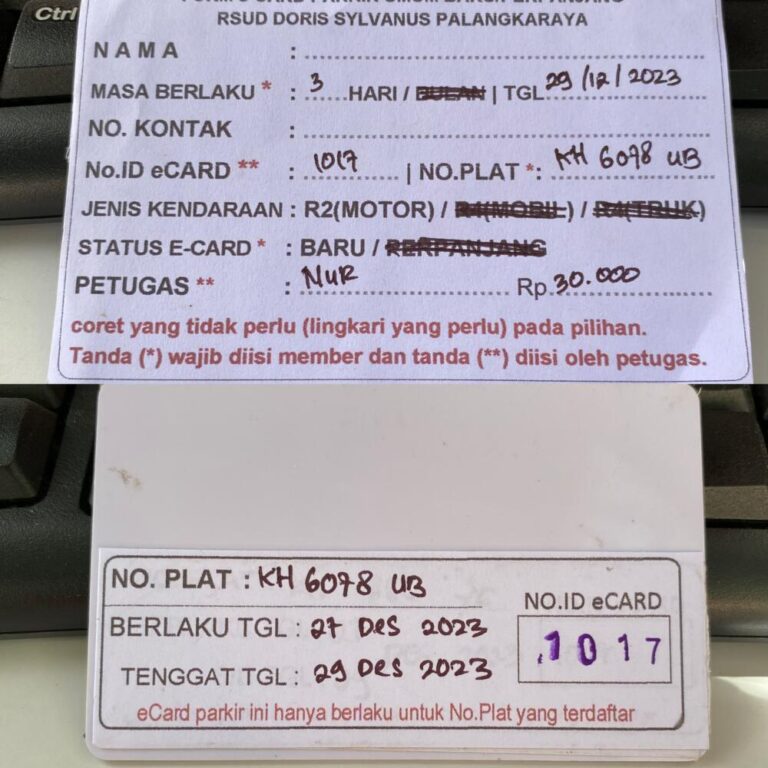 Ctrl
RSUD DORIS SYLVANUS PALANGKARAYA
NAMA :
MASA BERLAKU * : 3 HARI / BULAN | TGL 29/12/2023
NO. KONTAK :
No.ID eCARD ** : 1017 | NO.PLAT *: KH 6078 UB
JENIS KENDARAAN : R2(MOTOR) / R4(MOBIL) / R4(TRUK)
STATUS E-CARD * : BARU / PERPANJANG
PETUGAS ** : NUR Rp. 30.000
coret yang tidak perlu (lingkari yang perlu) pada pilihan.
Tanda (*) wajib diisi member dan tanda (**) diisi oleh petugas.
NO. PLAT : KH 6078 UB
BERLAKU TGL : 27 DES 2023
TENGGAT TGL : 29 DES 2023
NO.ID eCARD
1017
eCard parkir ini hanya berlaku untuk No.Plat yang terdaftar